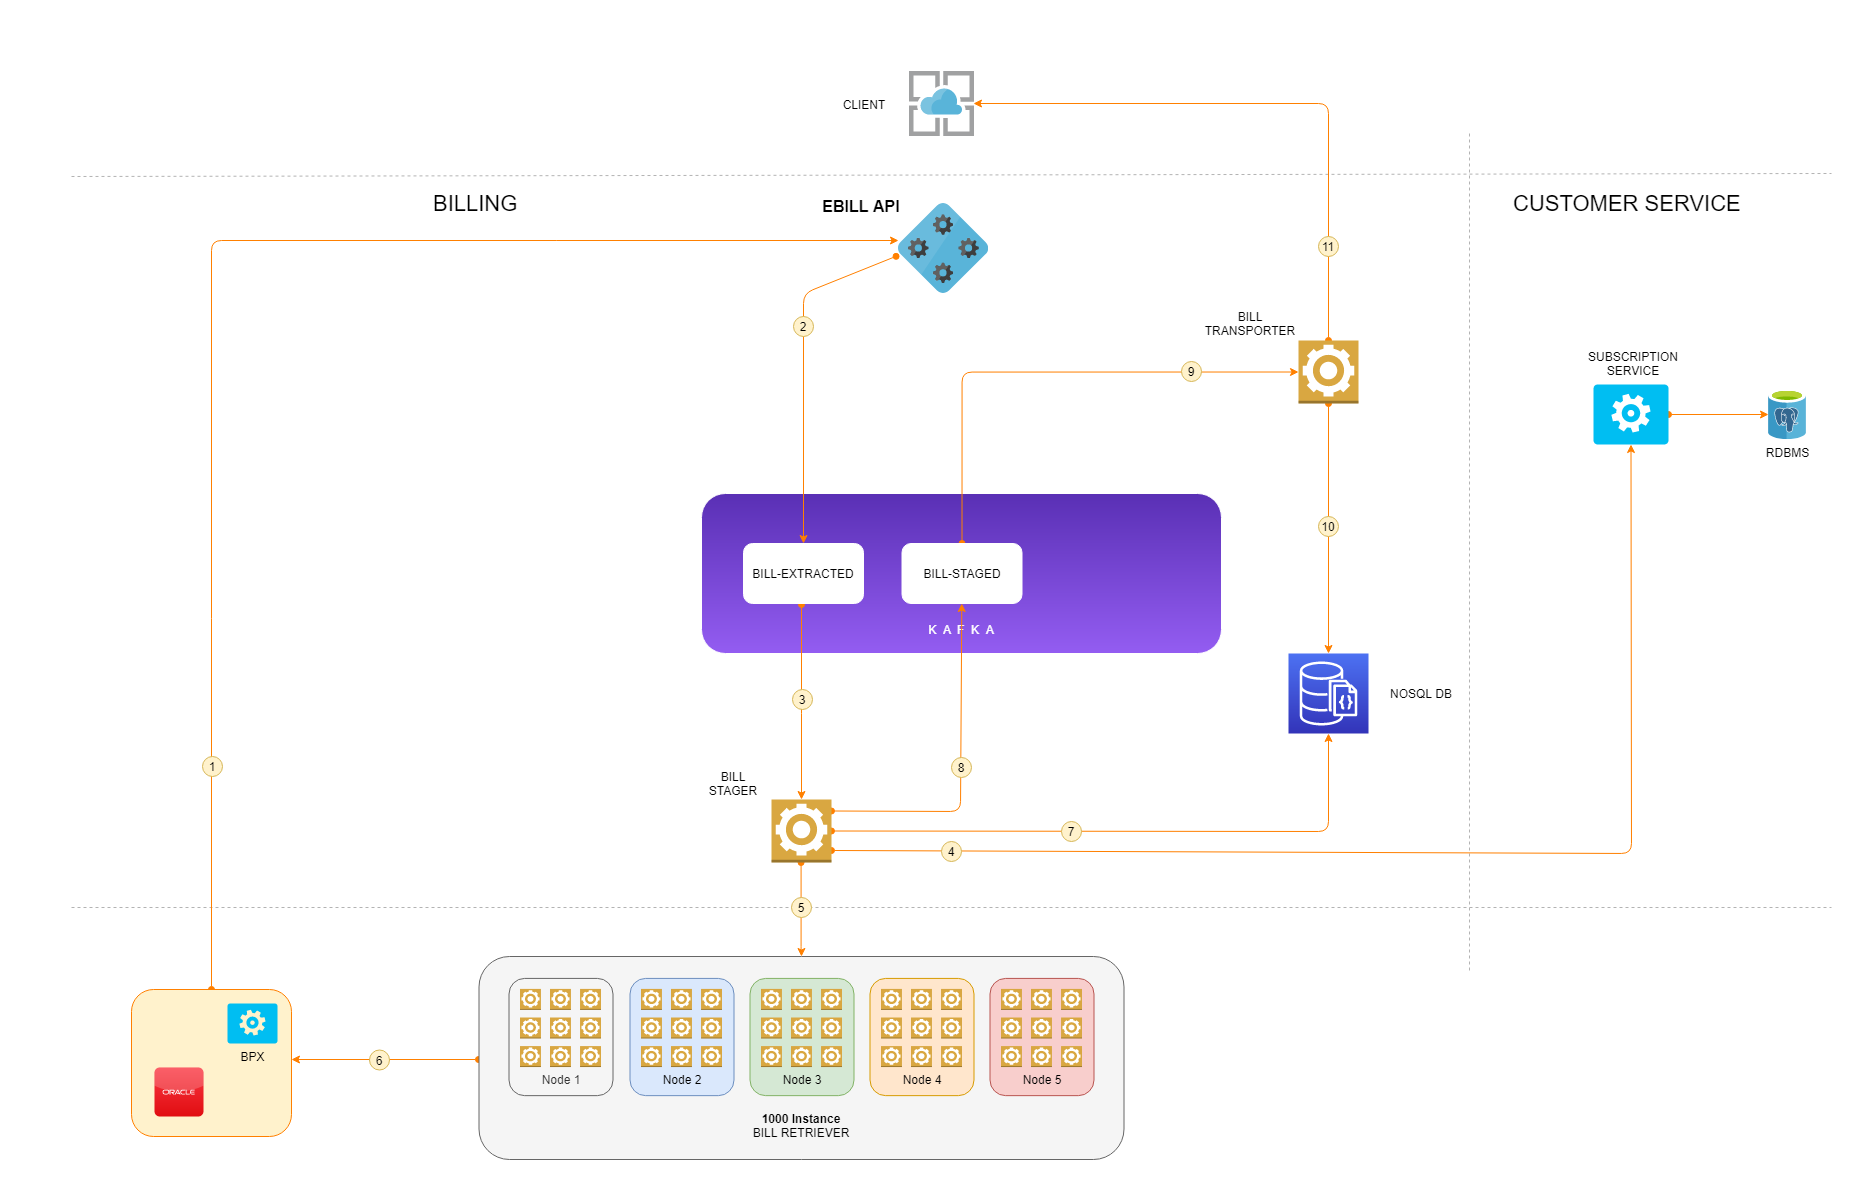 CLIENT
BILLING
CUSTOMER SERVICE
EBILL API
11
2
BILL
TRANSPORTER
9
SUBSCRIPTION
SERVICE
RDBMS
10
BILL-EXTRACTED
BILL-STAGED
KAFKA
NOSQL DB
3
1
8
BILL
STAGER
7
4
5
BPX
6
ORACLE
Node 1
Node 2
Node 3
Node 4
Node 5
1000 Instance
BILL RETRIEVER